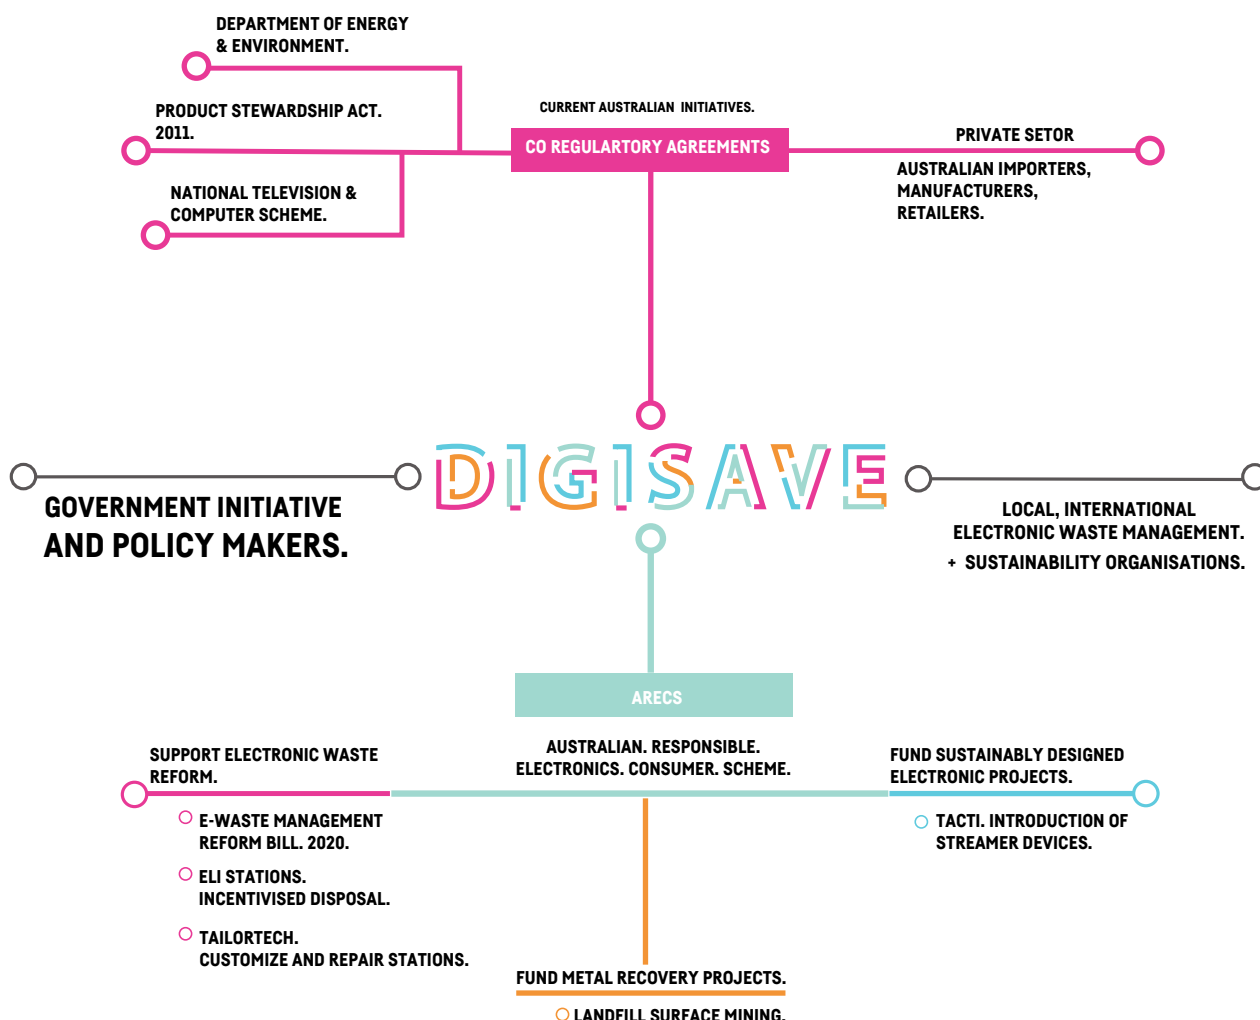 DEPARTMENT OF ENERGY
& ENVIRONMENT.
PRODUCT STEWARDSHIP ACT.
2011.
NATIONAL TELEVISION &
COMPUTER SCHEME.
CURRENT AUSTRALIAN INITIATIVES.
CO REGULARTORY AGREEMENTS
PRIVATE SETOR
AUSTRALIAN IMPORTERS,
MANUFACTURERS,
RETAILERS.
DIGISAVE
GOVERNMENT INITIATIVE
AND POLICY MAKERS.
LOCAL, INTERNATIONAL
ELECTRONIC WASTE MANAGEMENT.
+ SUSTAINABILITY ORGANISATIONS.
ARECS
AUSTRALIAN. RESPONSIBLE.
ELECTRONICS. CONSUMER. SCHEME.
SUPPORT ELECTRONIC WASTE
REFORM.
E-WASTE MANAGEMENT
REFORM BILL. 2020.
ELI STATIONS.
INCENTIVISED DISPOSAL.
TAILORTECH.
CUSTOMIZE AND REPAIR STATIONS.
FUND SUSTAINABLY DESIGNED
ELECTRONIC PROJECTS.
TACTI. INTRODUCTION OF
STREAMER DEVICES.
FUND METAL RECOVERY PROJECTS.
LANDFILL SURFACE MINING.